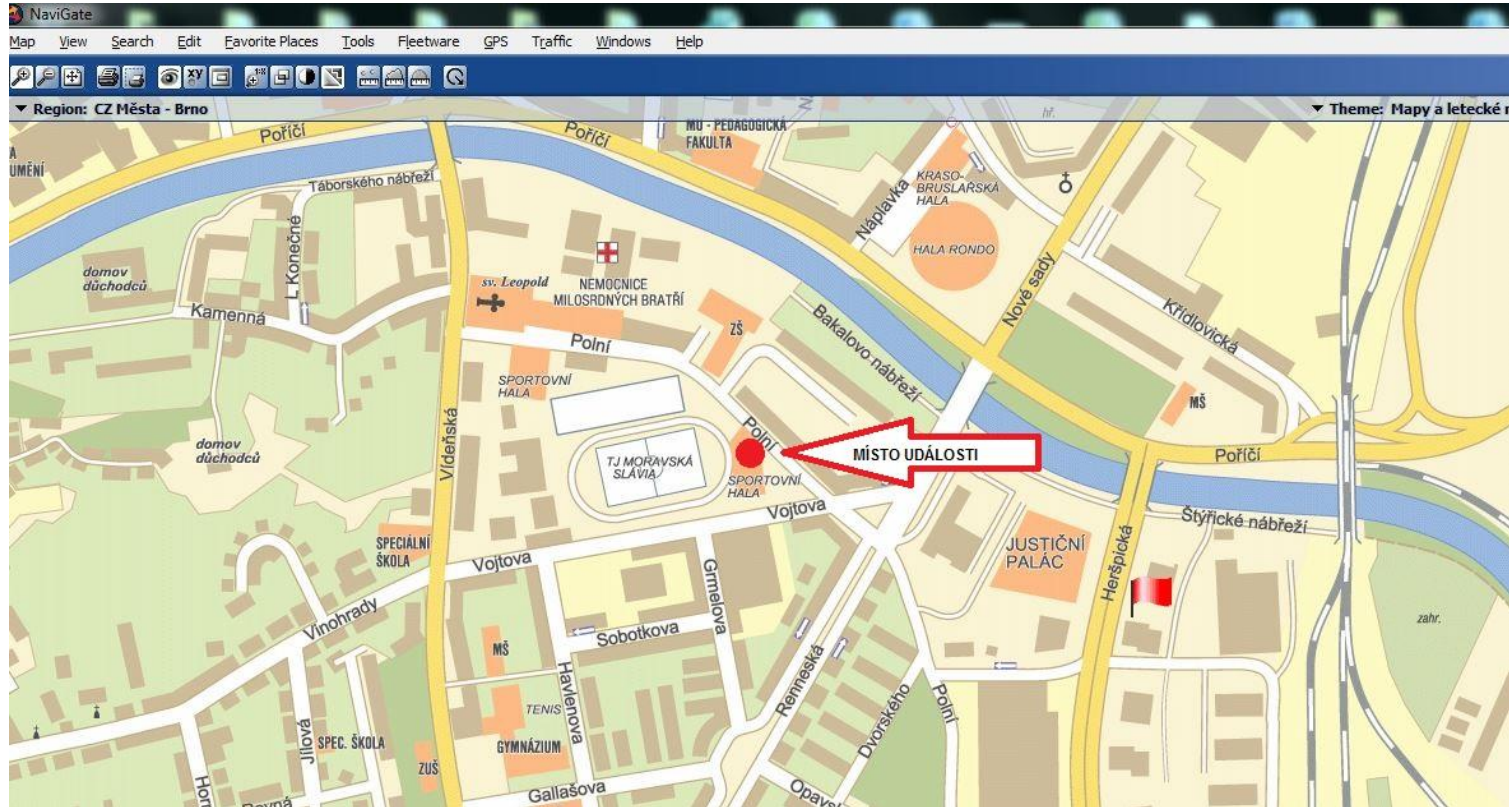 NaviGate
Map View Search Edit Favorite Places Tools Fleetware GPS Traffic Windows Help
Region: CZ Města - Brno
Theme: Mapy a letecké
Poříčí
Poříčí
MU - PEDAGOGICKÁ
FAKULTA
hř.
UMĚNÍ
Táborského nábřeží
KRASO-
BRUSLAŘSKÁ
HALA
Náplavka
HALA RONDO
L. Konečné
domov
důchodců
sv. Leopold
NEMOCNICE
MILOSRDNÝCH BRATŘÍ
Nové sady
Kamenná
Křídlovická
Bakalovo nábřeží
ZŠ
Polní
SPORTOVNÍ
HALA
MŠ
Vídeňská
domov
důchodců
Polní
MÍSTO UDÁLOSTI
TJ MORAVSKÁ
SLÁVIA
Poříčí
SPORTOVNÍ
HALA
Vojtova
Štýřické nábřeží
SPECIÁLNÍ
ŠKOLA
Vojtova
JUSTIČNÍ
PALÁC
Heršpická
Grmelova
Vinohrady
Sobotkova
zahr.
MŠ
Havlenova
Renneská
Dvorského
Polní
TENIS
Jílová
SPEC. ŠKOLA
GYMNÁZIUM
ZUŠ
Gallašova